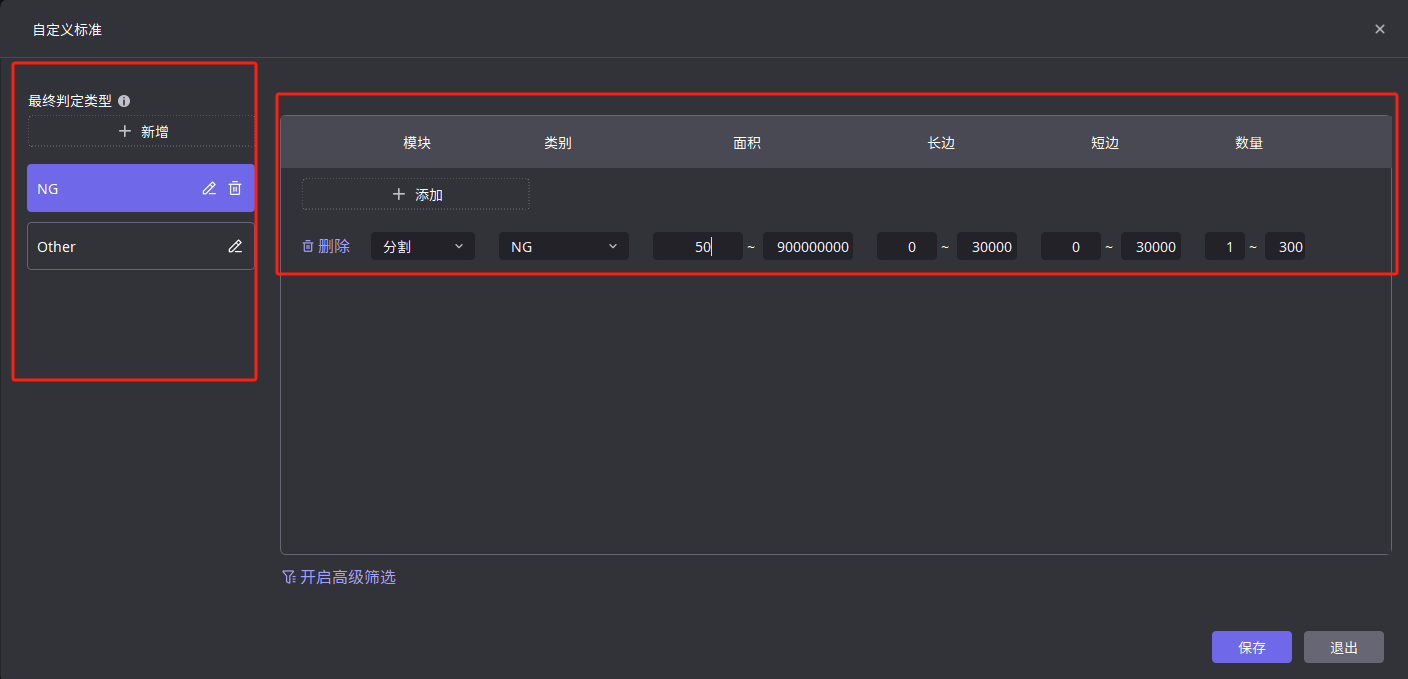 自定义标准
最终判定类型
新增
NG
Other
模块 类别 面积 长边 短边 数量
添加
删除 分割 NG 50 ~ 900000000 0 ~ 30000 0 ~ 30000 1 ~ 300
开启高级筛选
保存 退出